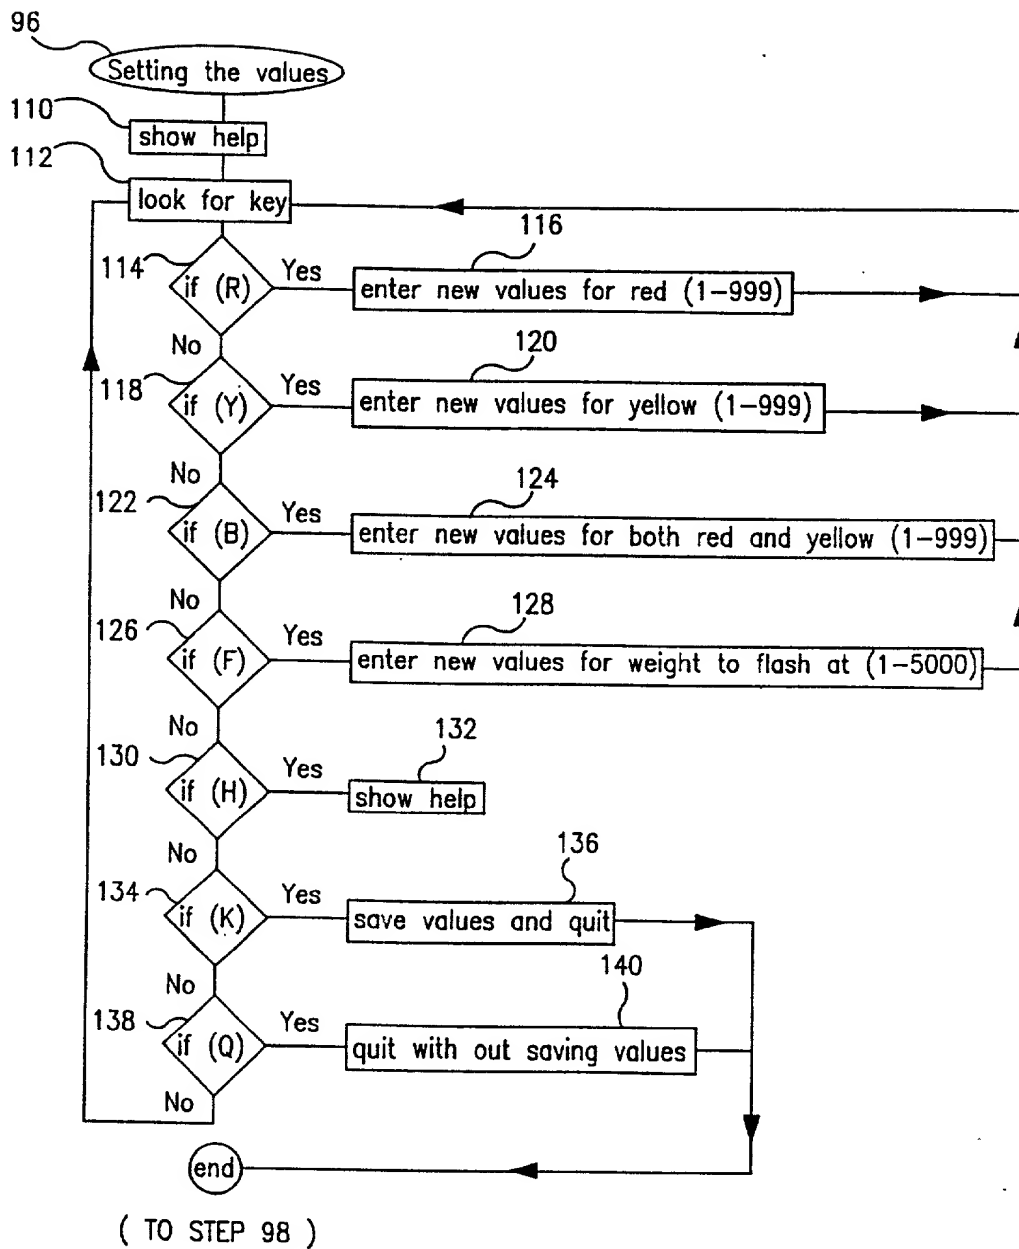 96
Setting the values
110
show help
112
look for key
116
114
if (R)
Yes
enter new values for red (1-999)
No
120
118
if (Y)
Yes
enter new values for yellow (1-999)
No
124
122
if (B)
Yes
enter new values for both red and yellow (1-999)
No
128
126
if (F)
Yes
enter new values for weight to flash at (1-5000)
No
132
130
if (H)
Yes
show help
No
136
134
if (K)
Yes
save values and quit
No
140
138
if (Q)
Yes
quit with out saving values
No
end
( TO STEP 98 )